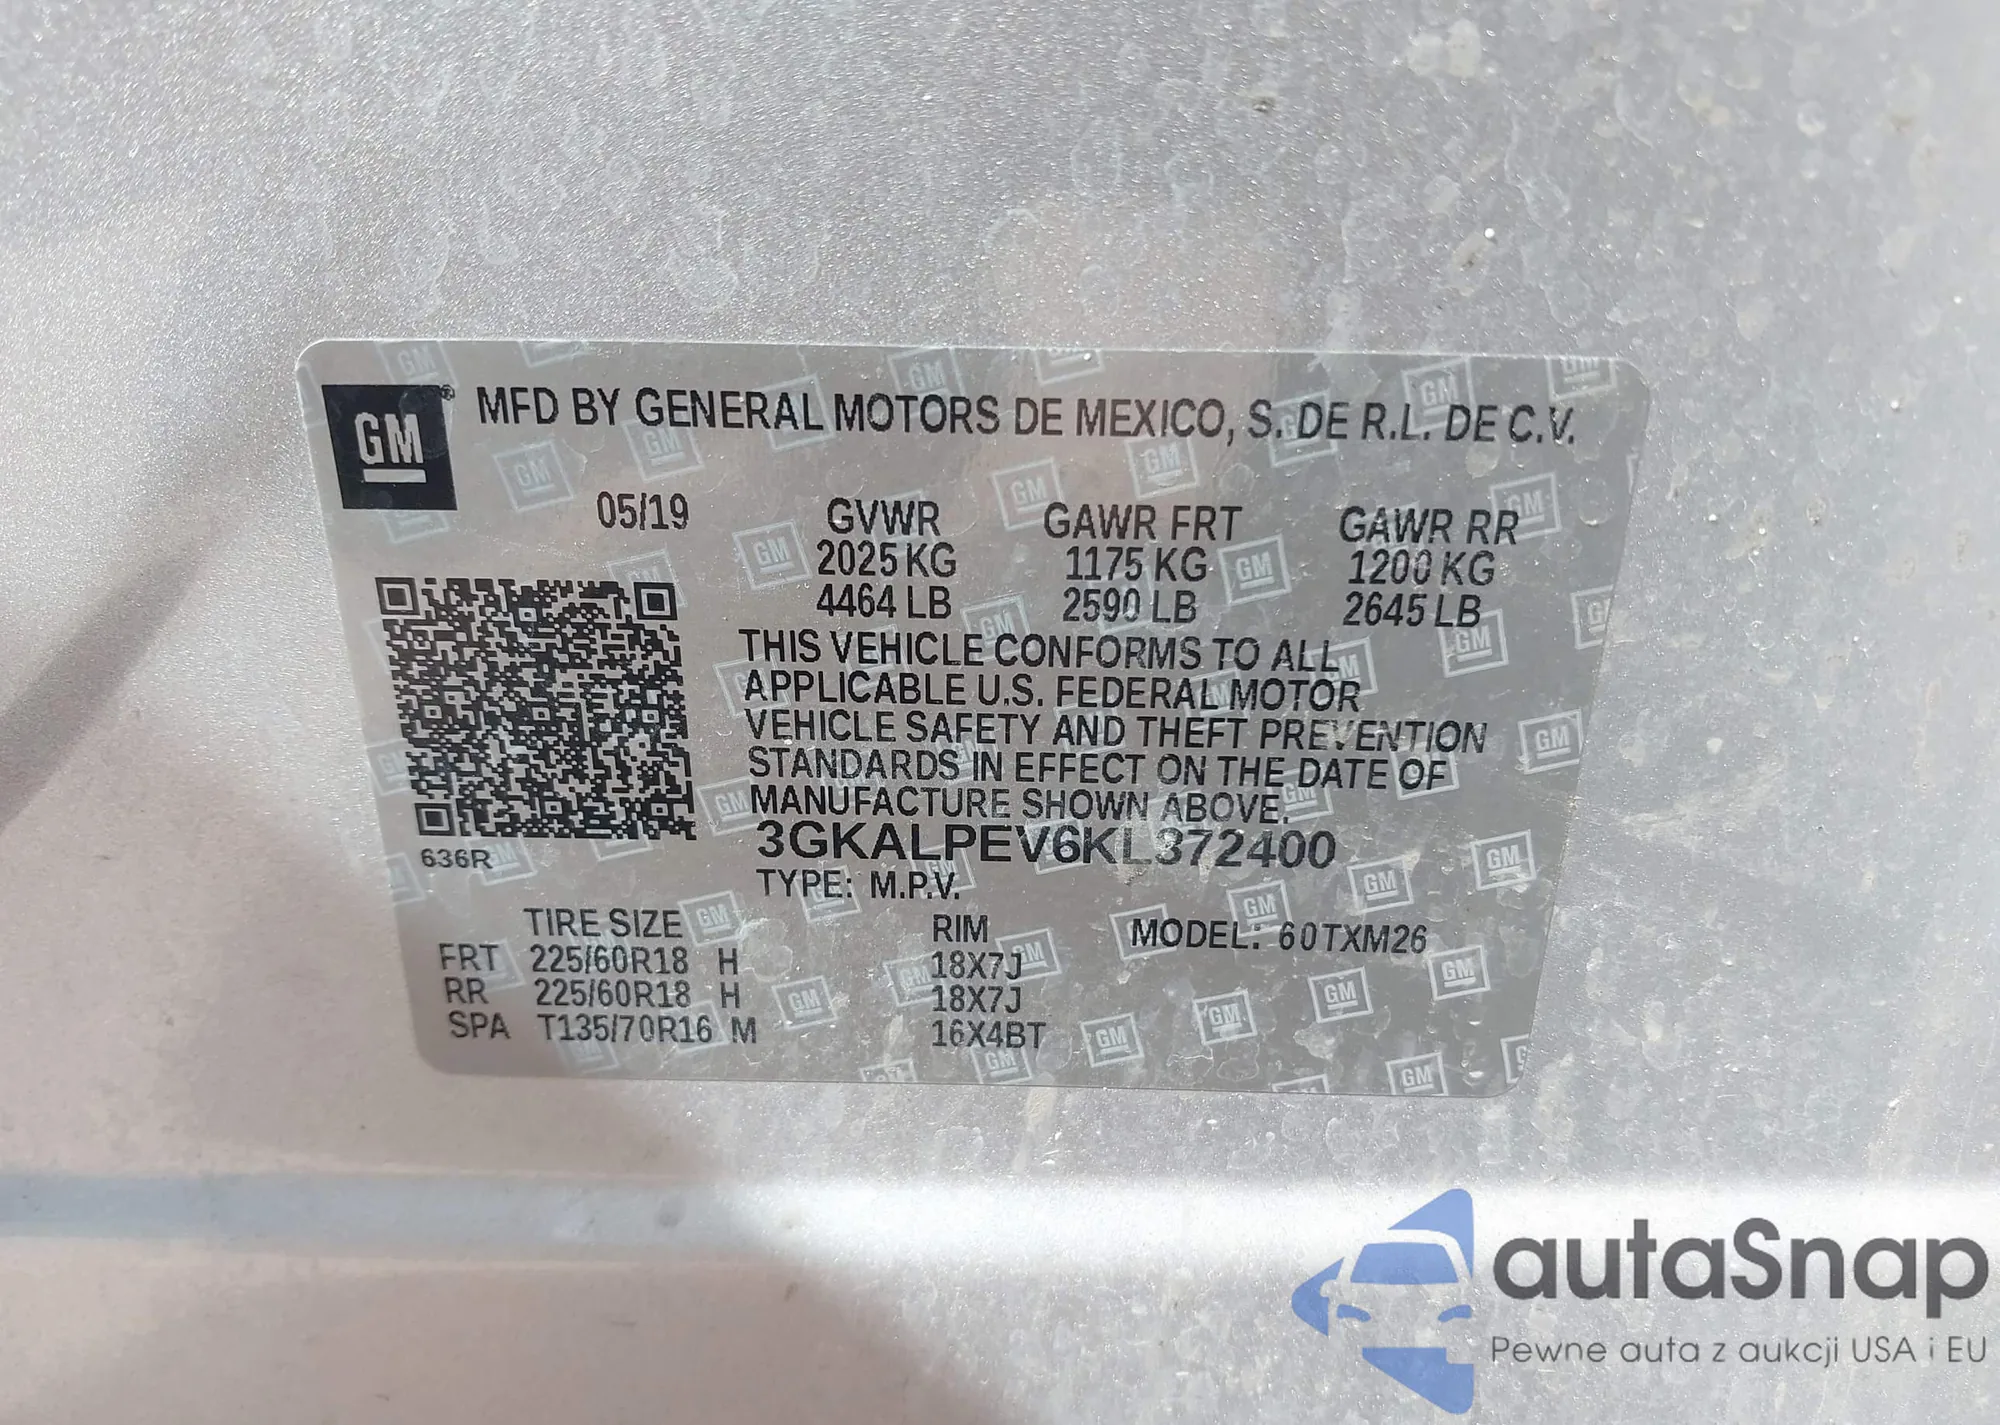 GM® MFD BY GENERAL MOTORS DE MEXICO, S. DE R.L. DE C.V.
05/19 GVWR GAWR FRT GAWR RR
2025 KG 1175 KG 1200 KG
4464 LB 2590 LB 2645 LB
THIS VEHICLE CONFORMS TO ALL
APPLICABLE U.S. FEDERAL MOTOR
VEHICLE SAFETY AND THEFT PREVENTION
STANDARDS IN EFFECT ON THE DATE OF
MANUFACTURE SHOWN ABOVE.
636R 3GKALPEV6KL372400
TYPE: M.P.V.
TIRE SIZE RIM MODEL: 60TXM26
FRT 225/60R18 H 18X7J
RR 225/60R18 H 18X7J
SPA T135/70R16 M 16X4BT
autaSnap
Pewne auta z aukcji USA i EU